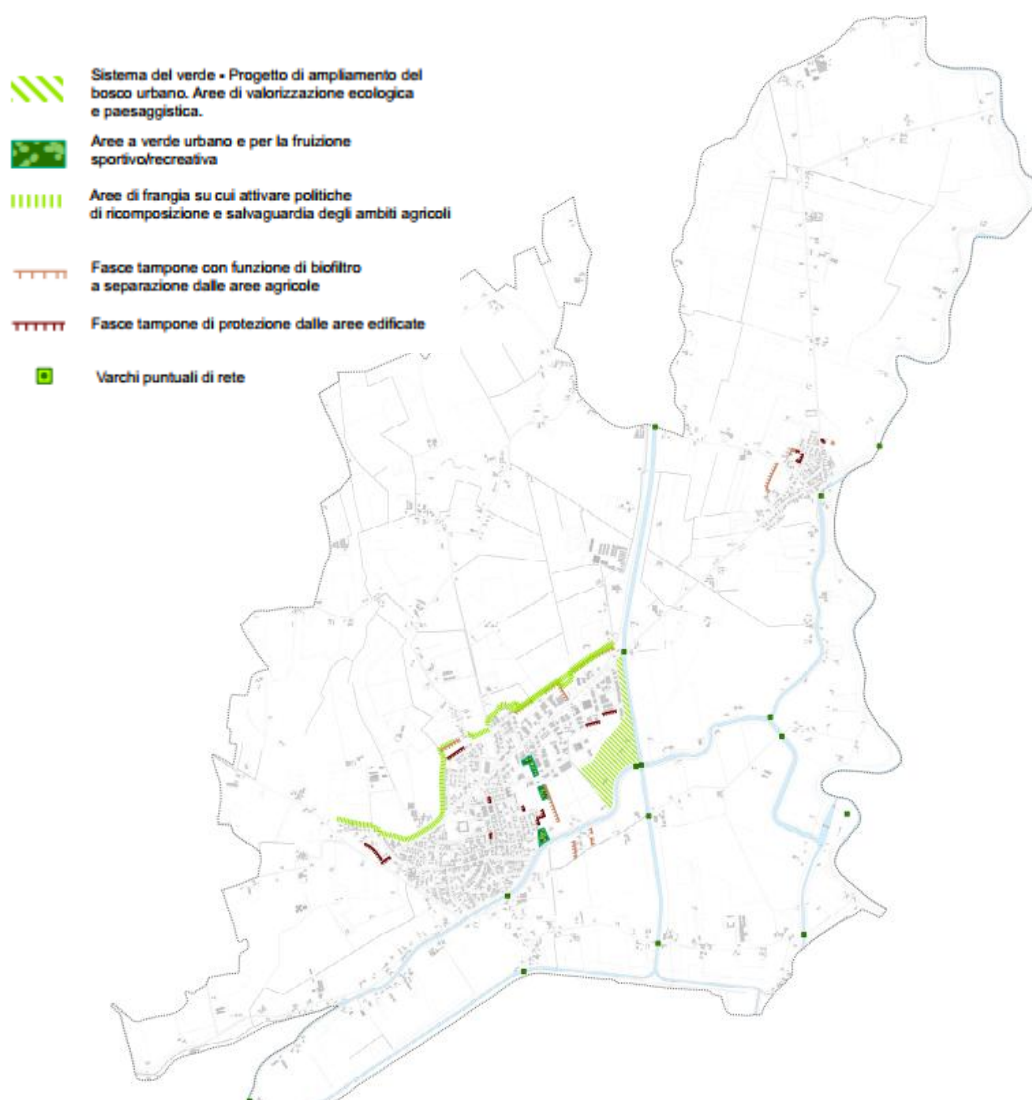 Sistema del verde - Progetto di ampliamento del
bosco urbano. Aree di valorizzazione ecologica
e paesaggistica.
Aree a verde urbano e per la fruizione
sportivo/recreativa
Aree di frangia su cui attivare politiche
di ricomposizione e salvaguardia degli ambiti agricoli
Fasce tampone con funzione di biofiltro
a separazione dalle aree agricole
Fasce tampone di protezione dalle aree edificate
Varchi puntuali di rete